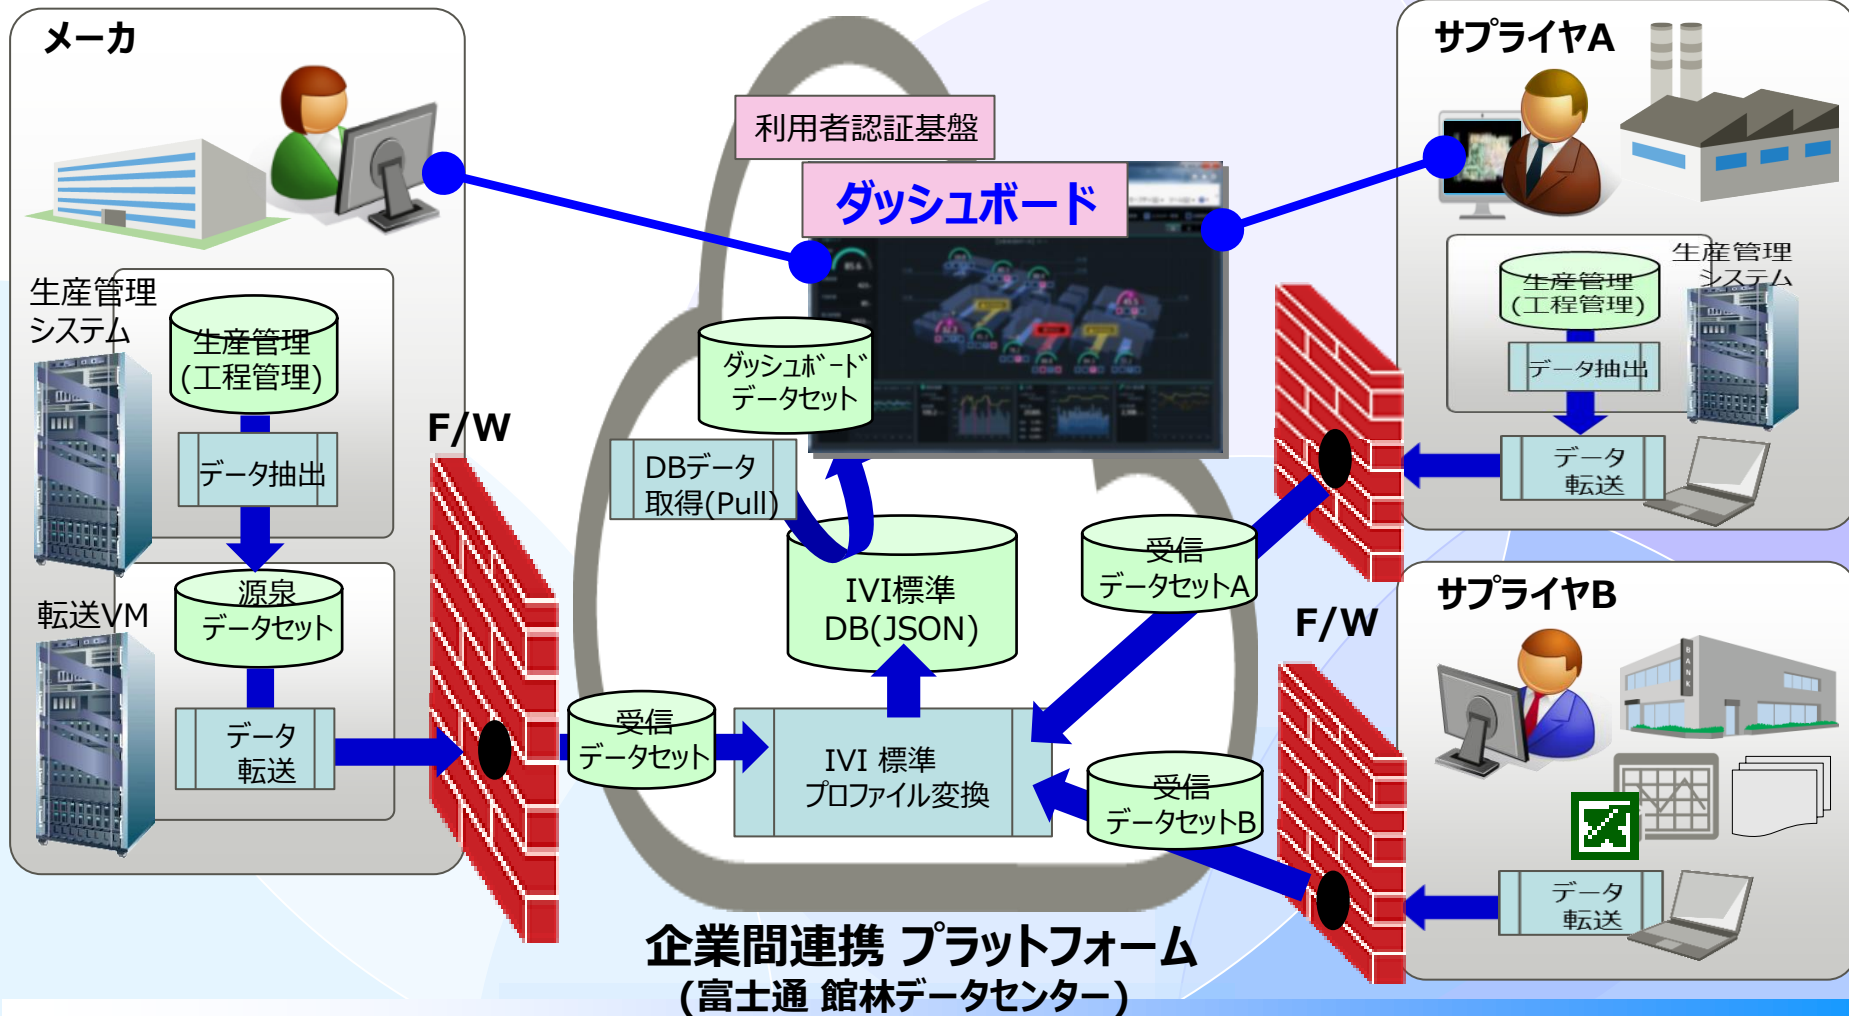 メーカ
生産管理
システム
生産管理
(工程管理)
データ抽出
転送VM
源泉
データセット
データ
転送
F/W
利用者認証基盤
ダッシュボード
ダッシュボード
データセット
DBデータ
取得(Pull)
IVI標準
DB(JSON)
受信
データセット
IVI 標準
プロファイル変換
受信
データセットA
受信
データセットB
企業間連携 プラットフォーム
(富士通 館林データセンター)
サプライヤA
生産管理
システム
生産管理
(工程管理)
データ抽出
データ
転送
F/W
サプライヤB
BANK
データ
転送